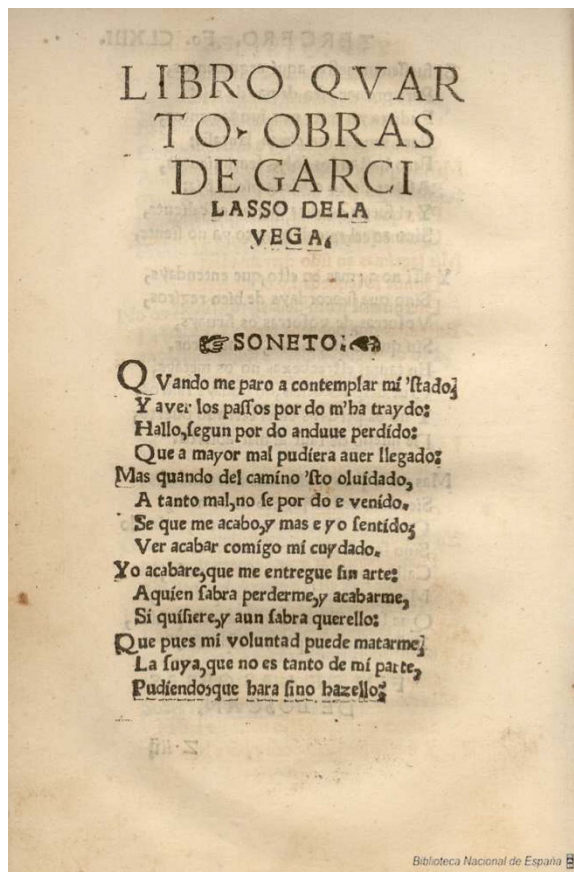 LIBRO QVAR
TO. OBRAS
DE GARCI
LASSO DELA
VEGA.
SONETO:
QVando me paro a contemplar mi 'stado;
Y aver los passos por do m'ha traydo:
Hallo, segun por do anduue perdido:
Que a mayor mal pudiera auer llegado:
Mas quando del camino 'sto oluidado,
A tanto mal, no se por do e venido.
Se que me acabo, y mas e yo sentido;
Ver acabar comigo mi cuydado.
Yo acabare, que me entregue sin arte:
Aquien sabra perderme, y acabarme,
Si quisiere, y aun sabra querello:
Que pues mi voluntad puede matarme;
La suya, que no es tanto de mi parte,
Pudiendo, que hara sino hazello;
Biblioteca Nacional de España